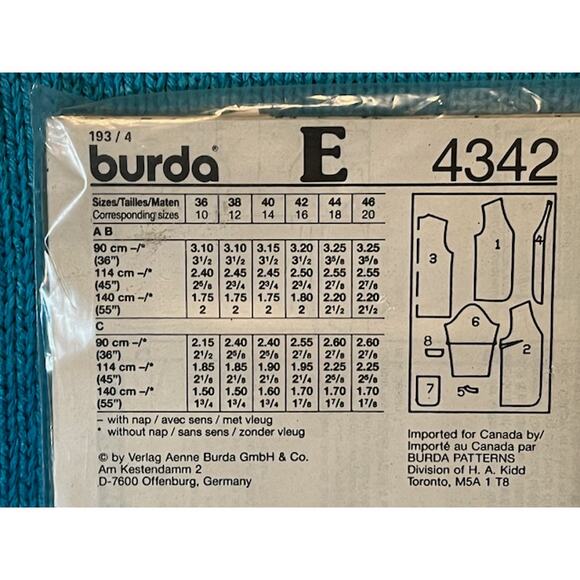 193 / 4
burda® E 4342
Sizes/Tailles/Maten 36 38 40 42 44 46
Corresponding sizes 10 12 14 16 18 20
A B
90 cm –/* 3.10 3.10 3.15 3.20 3.25 3.25
(36") 3½ 3½ 3½ 3½ 3⅝ 3⅝
114 cm –/* 2.40 2.45 2.45 2.50 2.55 2.55
(45") 2⅝ 2¾ 2¾ 2¾ 2⅞ 2⅞
140 cm –/* 1.75 1.75 1.75 1.80 2.20 2.20
(55") 2 2 2 2 2½ 2½
C
90 cm –/* 2.15 2.40 2.40 2.55 2.60 2.60
(36") 2½ 2⅝ 2⅝ 2⅞ 2⅞ 2⅞
114 cm –/* 1.85 1.85 1.90 1.95 2.25 2.25
(45") 2⅛ 2⅛ 2⅛ 2¼ 2⅝ 2⅝
140 cm –/* 1.50 1.50 1.60 1.70 1.70 1.70
(55") 1¾ 1¾ 1⅞ 1⅞ 1⅞ 1⅞
– with nap / avec sens / met vleug
* without nap / sans sens / zonder vleug
© by Verlag Aenne Burda GmbH & Co.
Am Kestendamm 2
D-7600 Offenburg, Germany
3
1
4
6
8
2
7
5
Imported for Canada by/
Importé au Canada par
BURDA PATTERNS
Division of H. A. Kidd
Toronto, M5A 1 T8